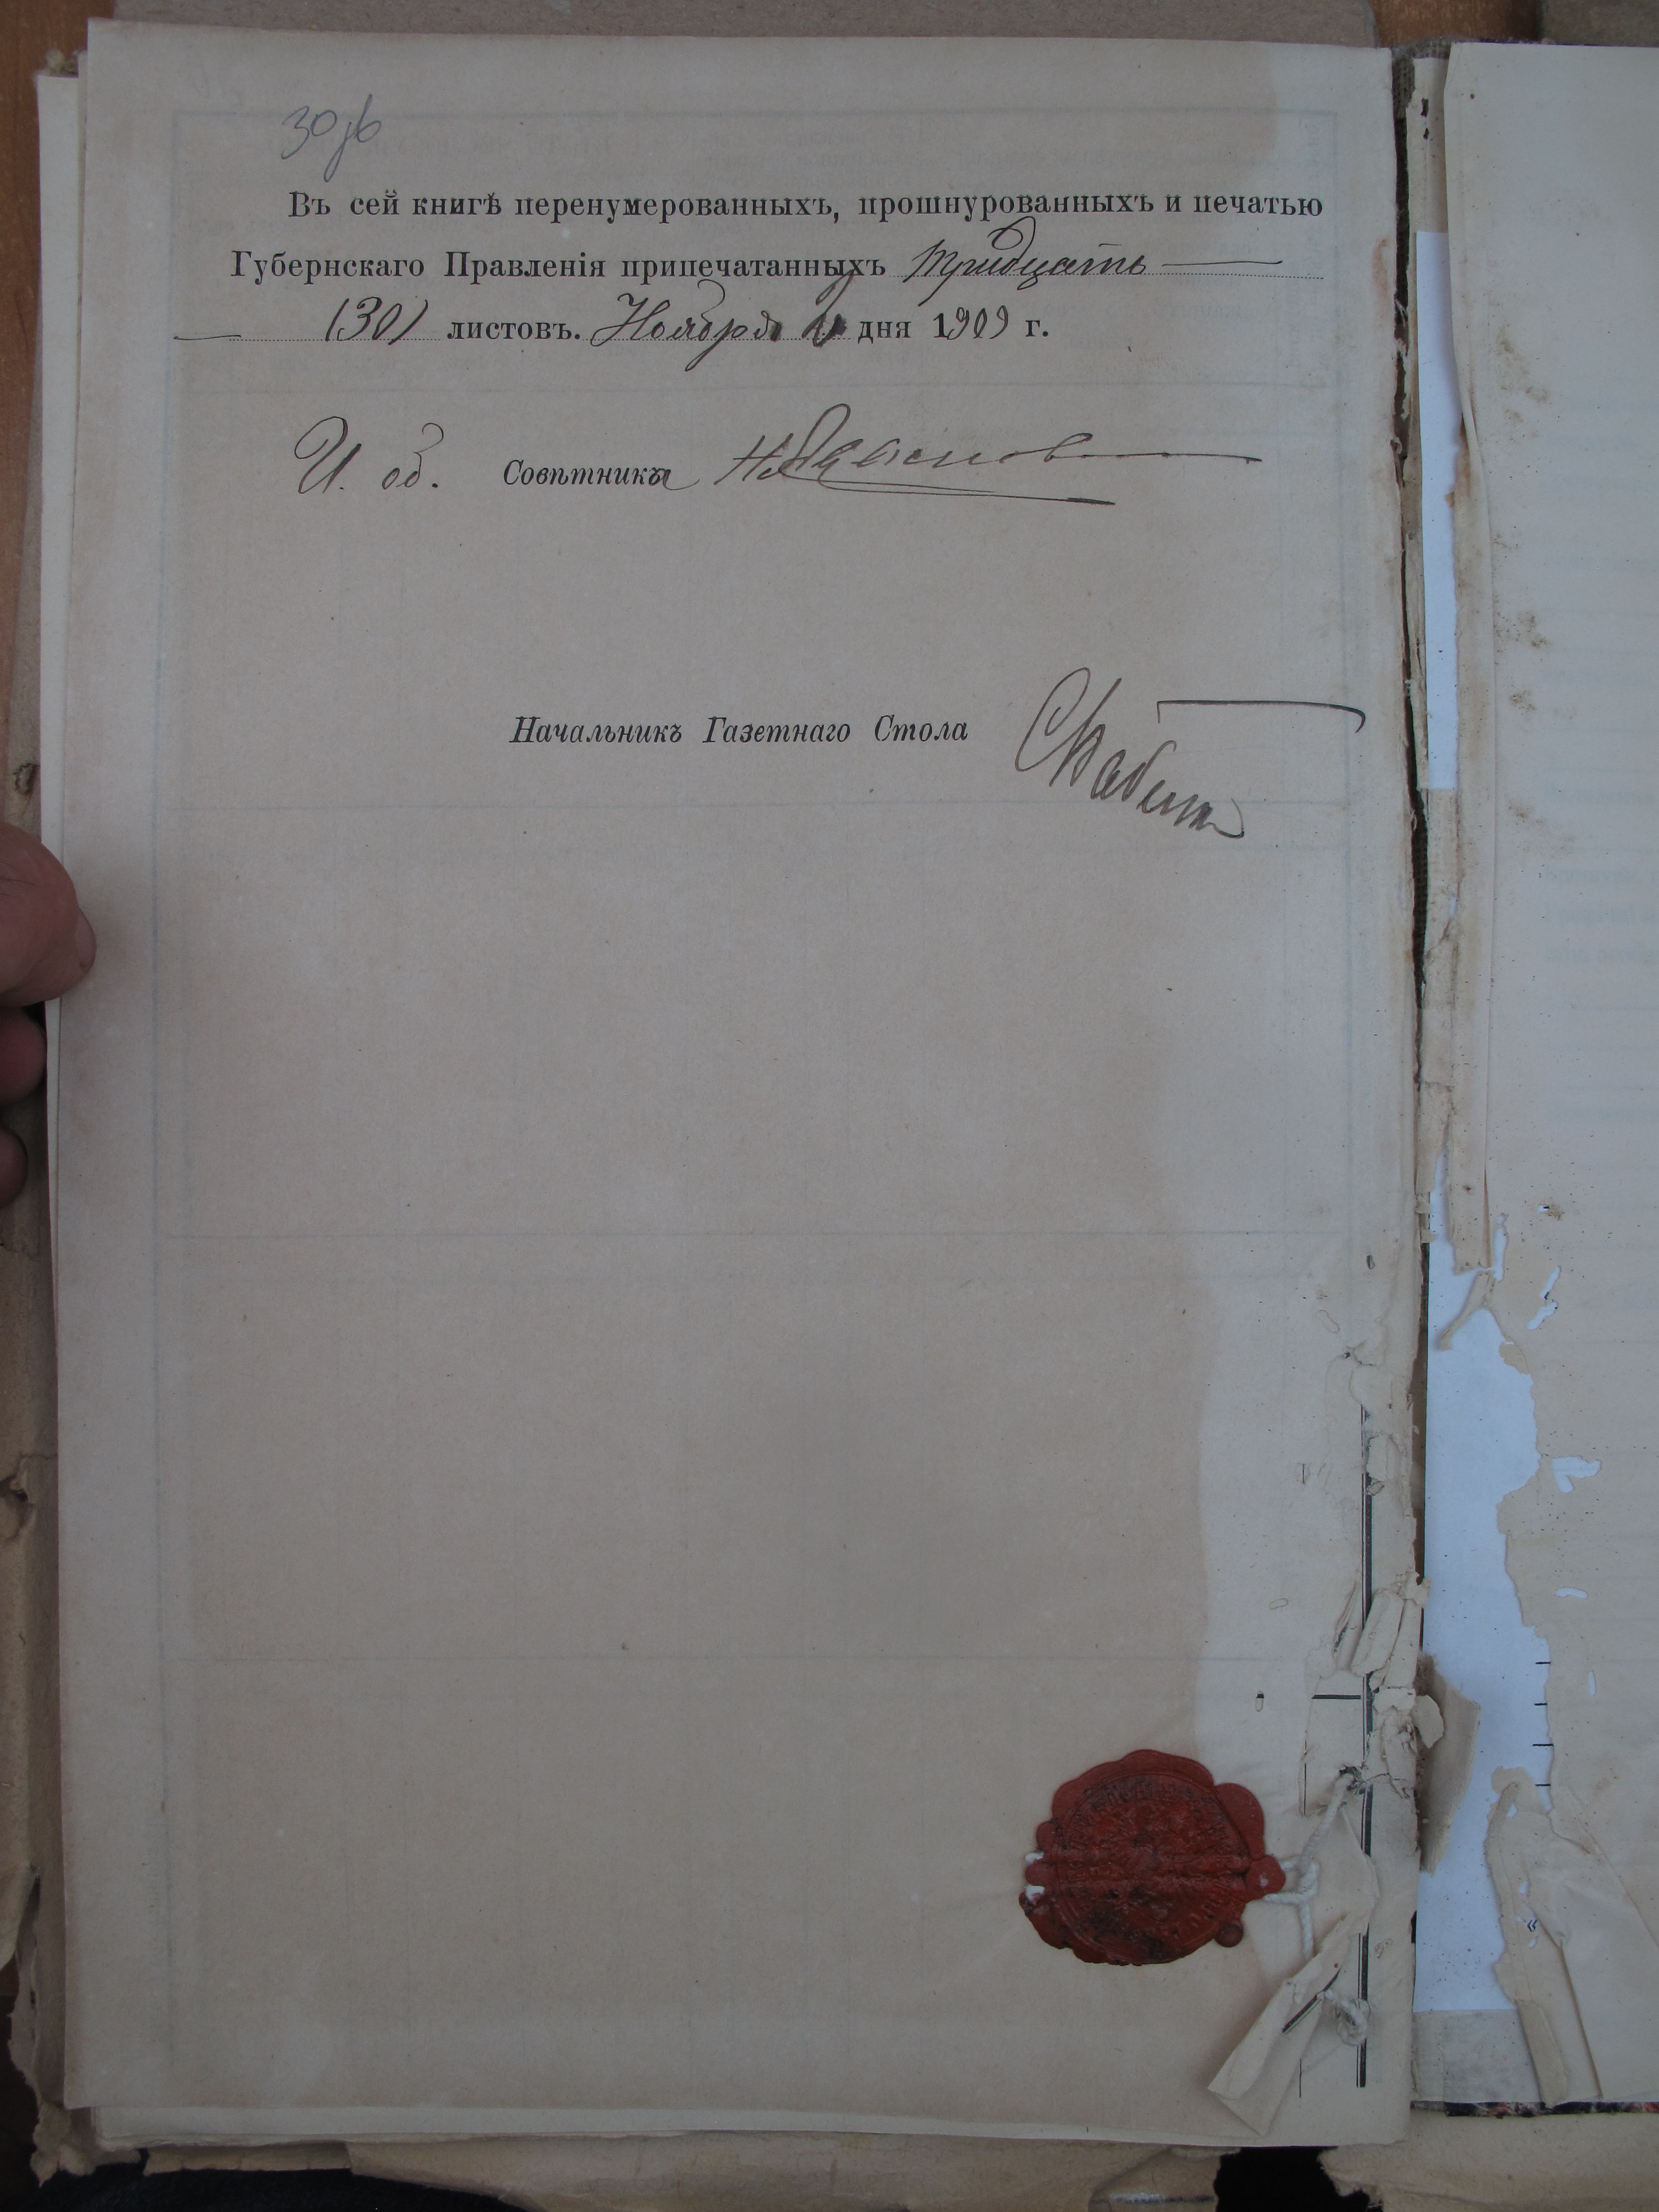 30 об
Въ сей книгѣ перенумерованныхъ, прошнурованныхъ и печатью
Губернскаго Правленія припечатанныхъ тридцать
(30) листовъ. Ноября дня 1909 г.
И. об. Совѣтника
Начальникъ Газетнаго Стола